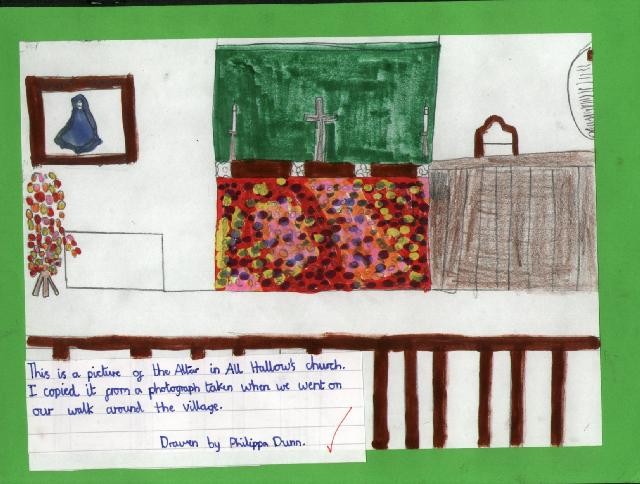 This is a picture of the Altar in All Hallow's church.
I copied it from a photograph taken when we went on
our walk around the village.
Drawn by Philippa Dunn.